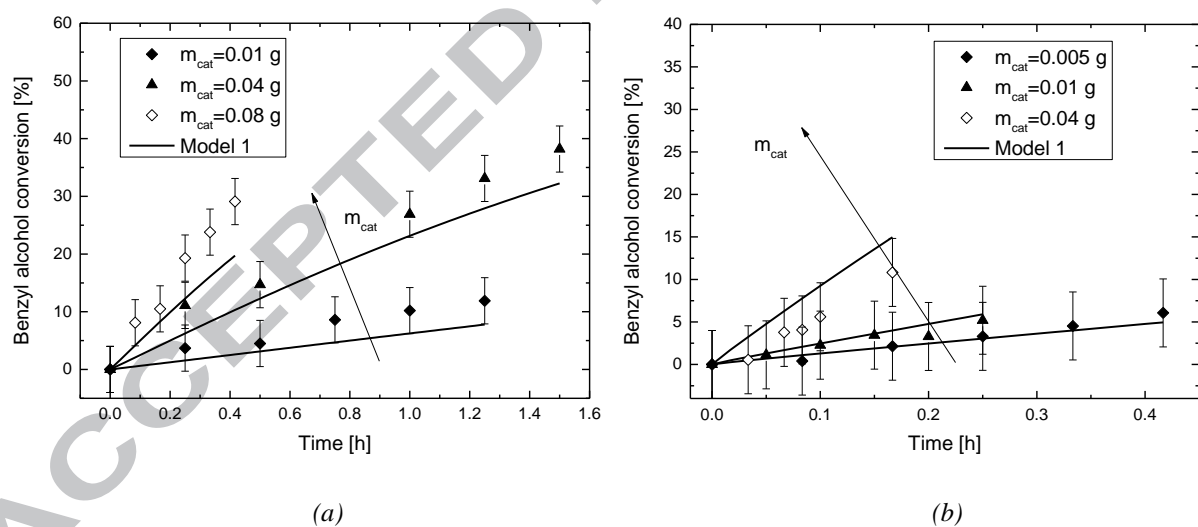 ACCEPTED
60
50
40
30
20
10
0
0.0 0.2 0.4 0.6 0.8 1.0 1.2 1.4 1.6
Benzyl alcohol conversion [%]
Time [h]
m_cat=0.01 g
m_cat=0.04 g
m_cat=0.08 g
Model 1
m_cat
(a)
40
35
30
25
20
15
10
5
0
0.0 0.1 0.2 0.3 0.4
Benzyl alcohol conversion [%]
Time [h]
m_cat=0.005 g
m_cat=0.01 g
m_cat=0.04 g
Model 1
m_cat
(b)